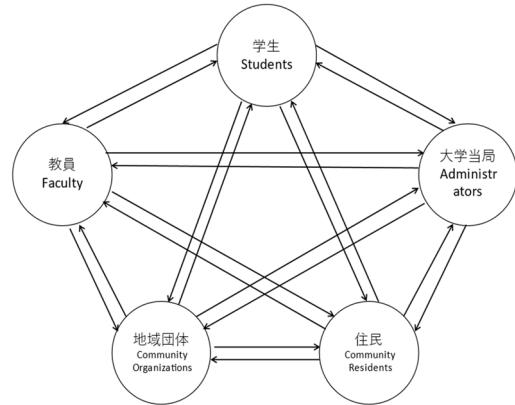 学生
Students
教員
Faculty
大学当局
Administr
ators
地域団体
Community
Organizations
住民
Community
Residents